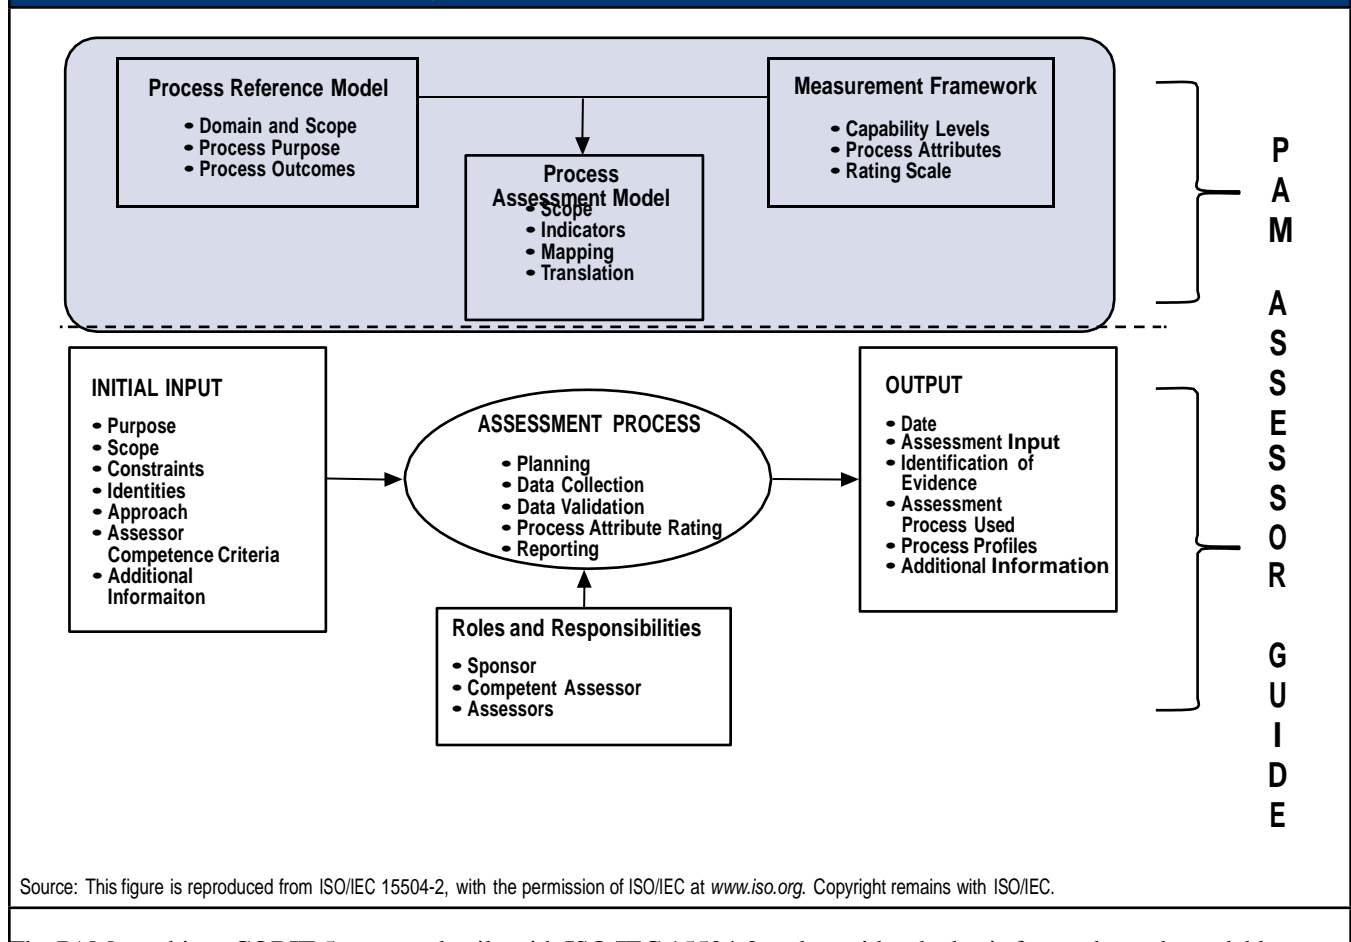 Process Reference Model
• Domain and Scope
• Process Purpose
• Process Outcomes
Measurement Framework
• Capability Levels
• Process Attributes
• Rating Scale
Process
Assessment Model
• Scope
• Indicators
• Mapping
• Translation
PAM
INITIAL INPUT
• Purpose
• Scope
• Constraints
• Identities
• Approach
• Assessor
Competence Criteria
• Additional
Informaiton
ASSESSMENT PROCESS
• Planning
• Data Collection
• Data Validation
• Process Attribute Rating
• Reporting
OUTPUT
• Date
• Assessment Input
• Identification of
Evidence
• Assessment
Process Used
• Process Profiles
• Additional Information
Roles and Responsibilities
• Sponsor
• Competent Assessor
• Assessors
ASSESSOR
GUIDE
Source: This figure is reproduced from ISO/IEC 15504-2, with the permission of ISO/IEC at www.iso.org. Copyright remains with ISO/IEC.